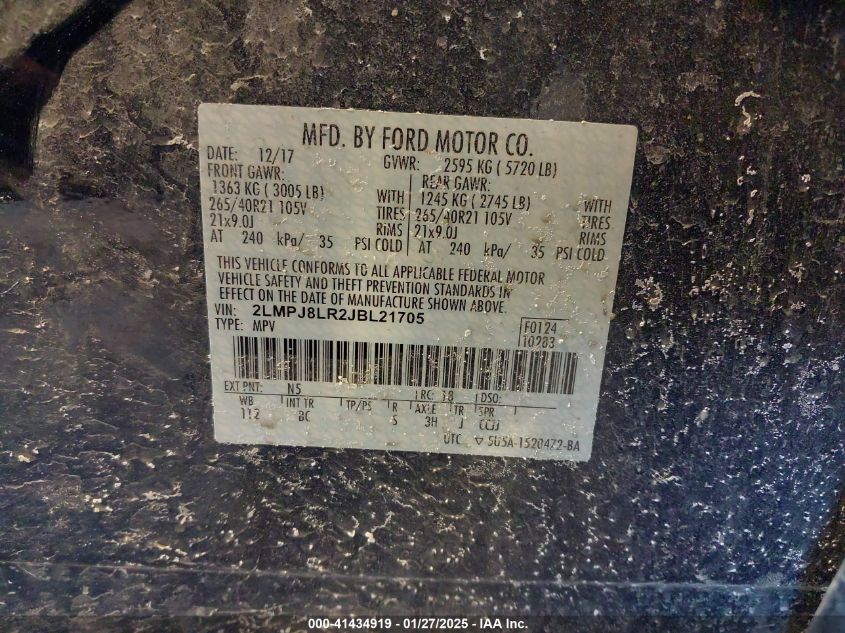 MFD. BY FORD MOTOR CO.
DATE: 12/17 GVWR: 2595 KG ( 5720 LB)
FRONT GAWR: REAR GAWR:
1363 KG ( 3005 LB) WITH 1245 KG ( 2745 LB) WITH
265/40R21 105V TIRES 265/40R21 105V TIRES
21x9.0J RIMS 21x9.0J RIMS
AT 240 kPa/ 35 PSI COLD AT 240 kPa/ 35 PSI COLD
THIS VEHICLE CONFORMS TO ALL APPLICABLE FEDERAL MOTOR
VEHICLE SAFETY AND THEFT PREVENTION STANDARDS IN
EFFECT ON THE DATE OF MANUFACTURE SHOWN ABOVE.
VIN: 2LMPJ8LR2JBL21705 F0124
TYPE: MPV T0283
EXT PNT: N5 RC: 18 DSO:
WB INT TR TP/PS R AXLE TR SPR
112 BC S 3H J CCJJ
UTC ▽ 5U5A-1520472-BA
000-41434919 - 01/27/2025 - IAA Inc.